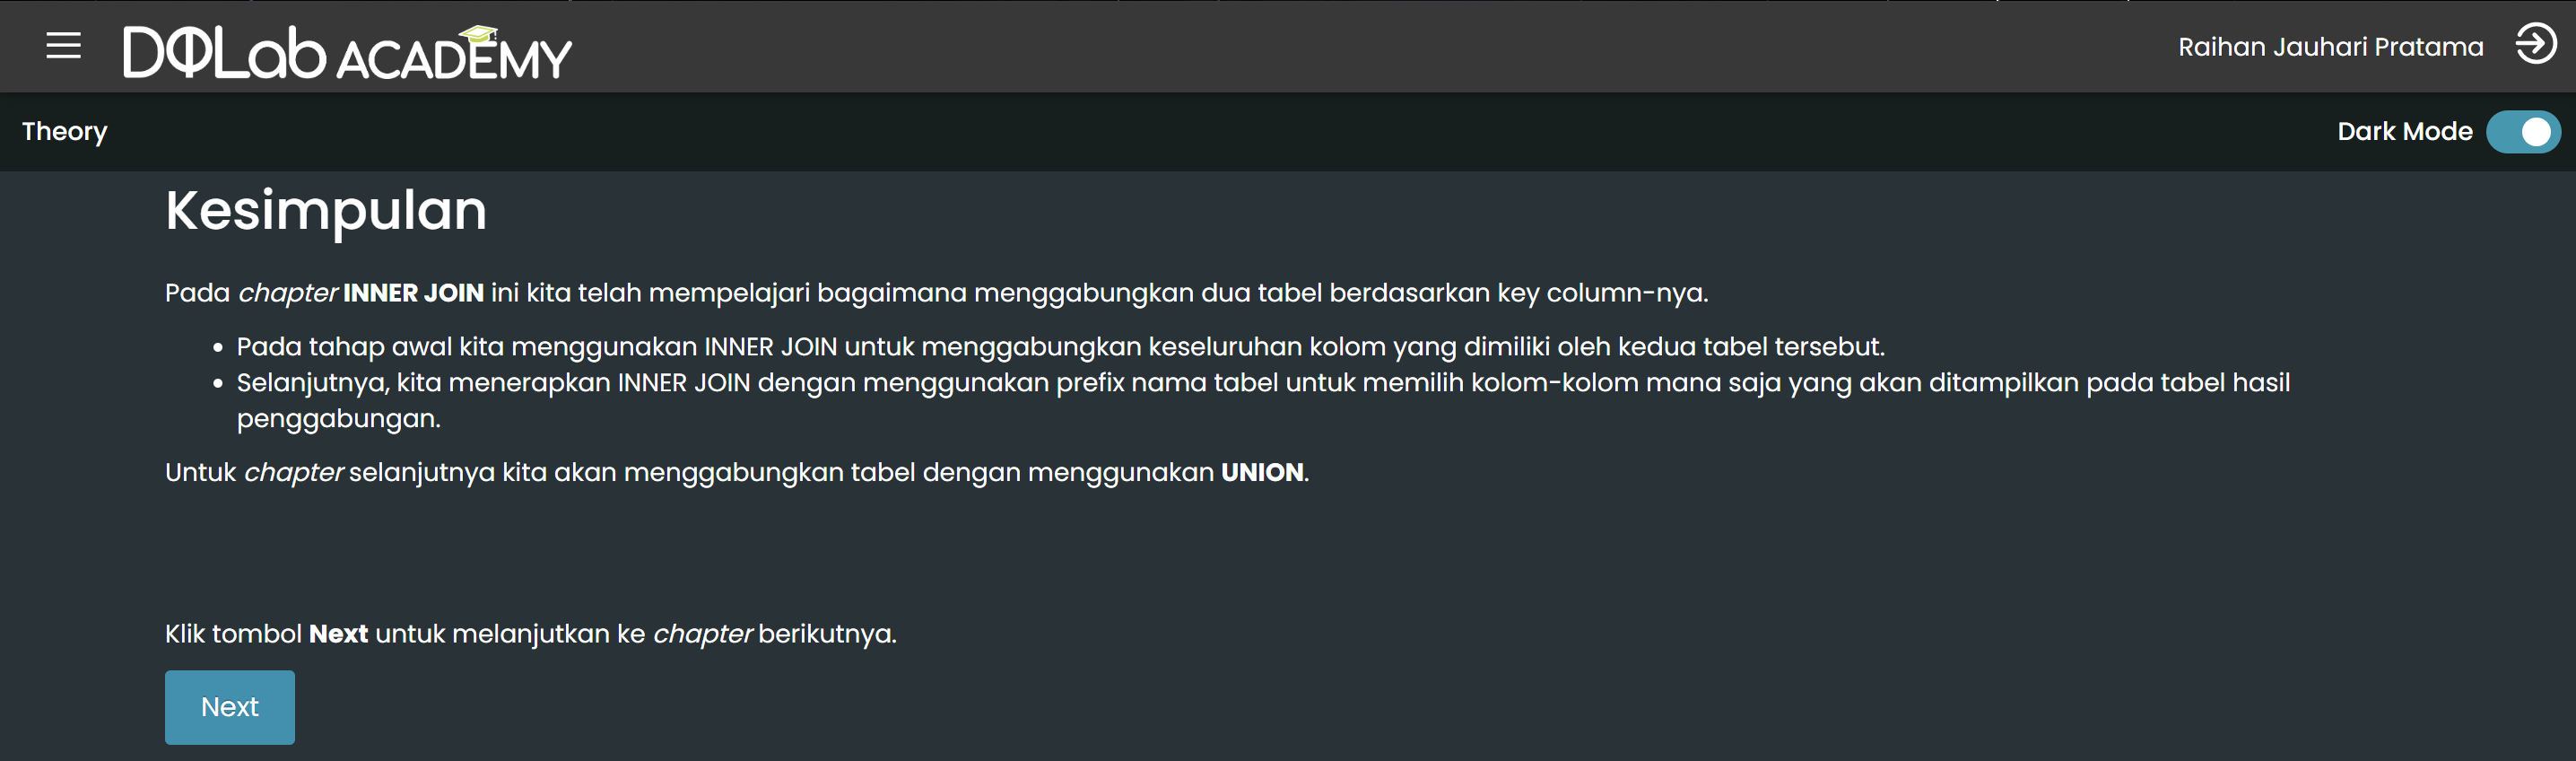 DQLab ACADEMY
Raihan Jauhari Pratama
Theory
Dark Mode
Kesimpulan
Pada chapter INNER JOIN ini kita telah mempelajari bagaimana menggabungkan dua tabel berdasarkan key column-nya.
• Pada tahap awal kita menggunakan INNER JOIN untuk menggabungkan keseluruhan kolom yang dimiliki oleh kedua tabel tersebut.
• Selanjutnya, kita menerapkan INNER JOIN dengan menggunakan prefix nama tabel untuk memilih kolom-kolom mana saja yang akan ditampilkan pada tabel hasil
penggabungan.
Untuk chapter selanjutnya kita akan menggabungkan tabel dengan menggunakan UNION.
Klik tombol Next untuk melanjutkan ke chapter berikutnya.
Next